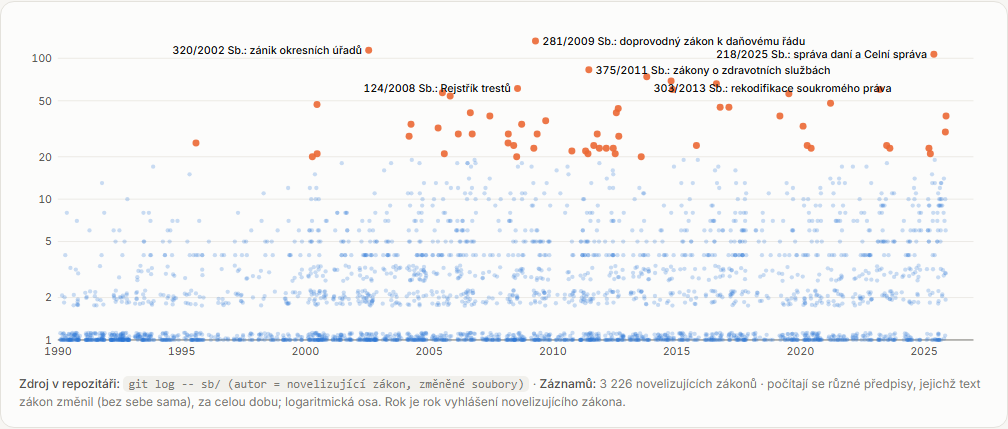 281/2009 Sb.: doprovodný zákon k daňovému řádu
320/2002 Sb.: zánik okresních úřadů
218/2025 Sb.: správa daní a Celní správa
100
375/2011 Sb.: zákony o zdravotních službách
124/2008 Sb.: Rejstřík trestů
303/2013 Sb.: rekodifikace soukromého práva
50
20
10
5
2
1
1990 1995 2000 2005 2010 2015 2020 2025
Zdroj v repozitáři: git log -- sb/ (autor = novelizující zákon, změněné soubory) · Záznamů: 3 226 novelizujících zákonů · počítají se různé předpisy, jejichž text
zákon změnil (bez sebe sama), za celou dobu; logaritmická osa. Rok je rok vyhlášení novelizujícího zákona.